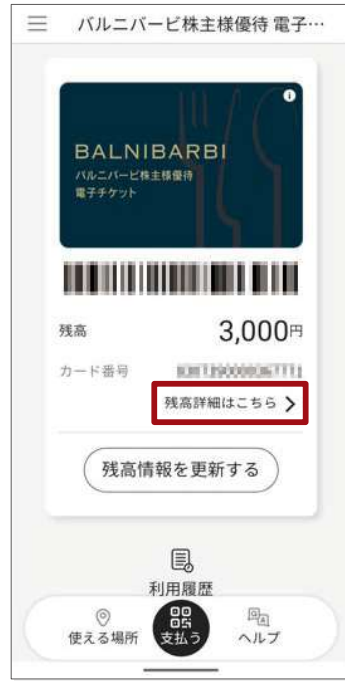 バルニバービ株主様優待 電子…
BALNIBARBI
バルニバービ株主様優待
電子チケット
残高
3,000円
カード番号
残高詳細はこちら
残高情報を更新する
利用履歴
使える場所
支払う
ヘルプ